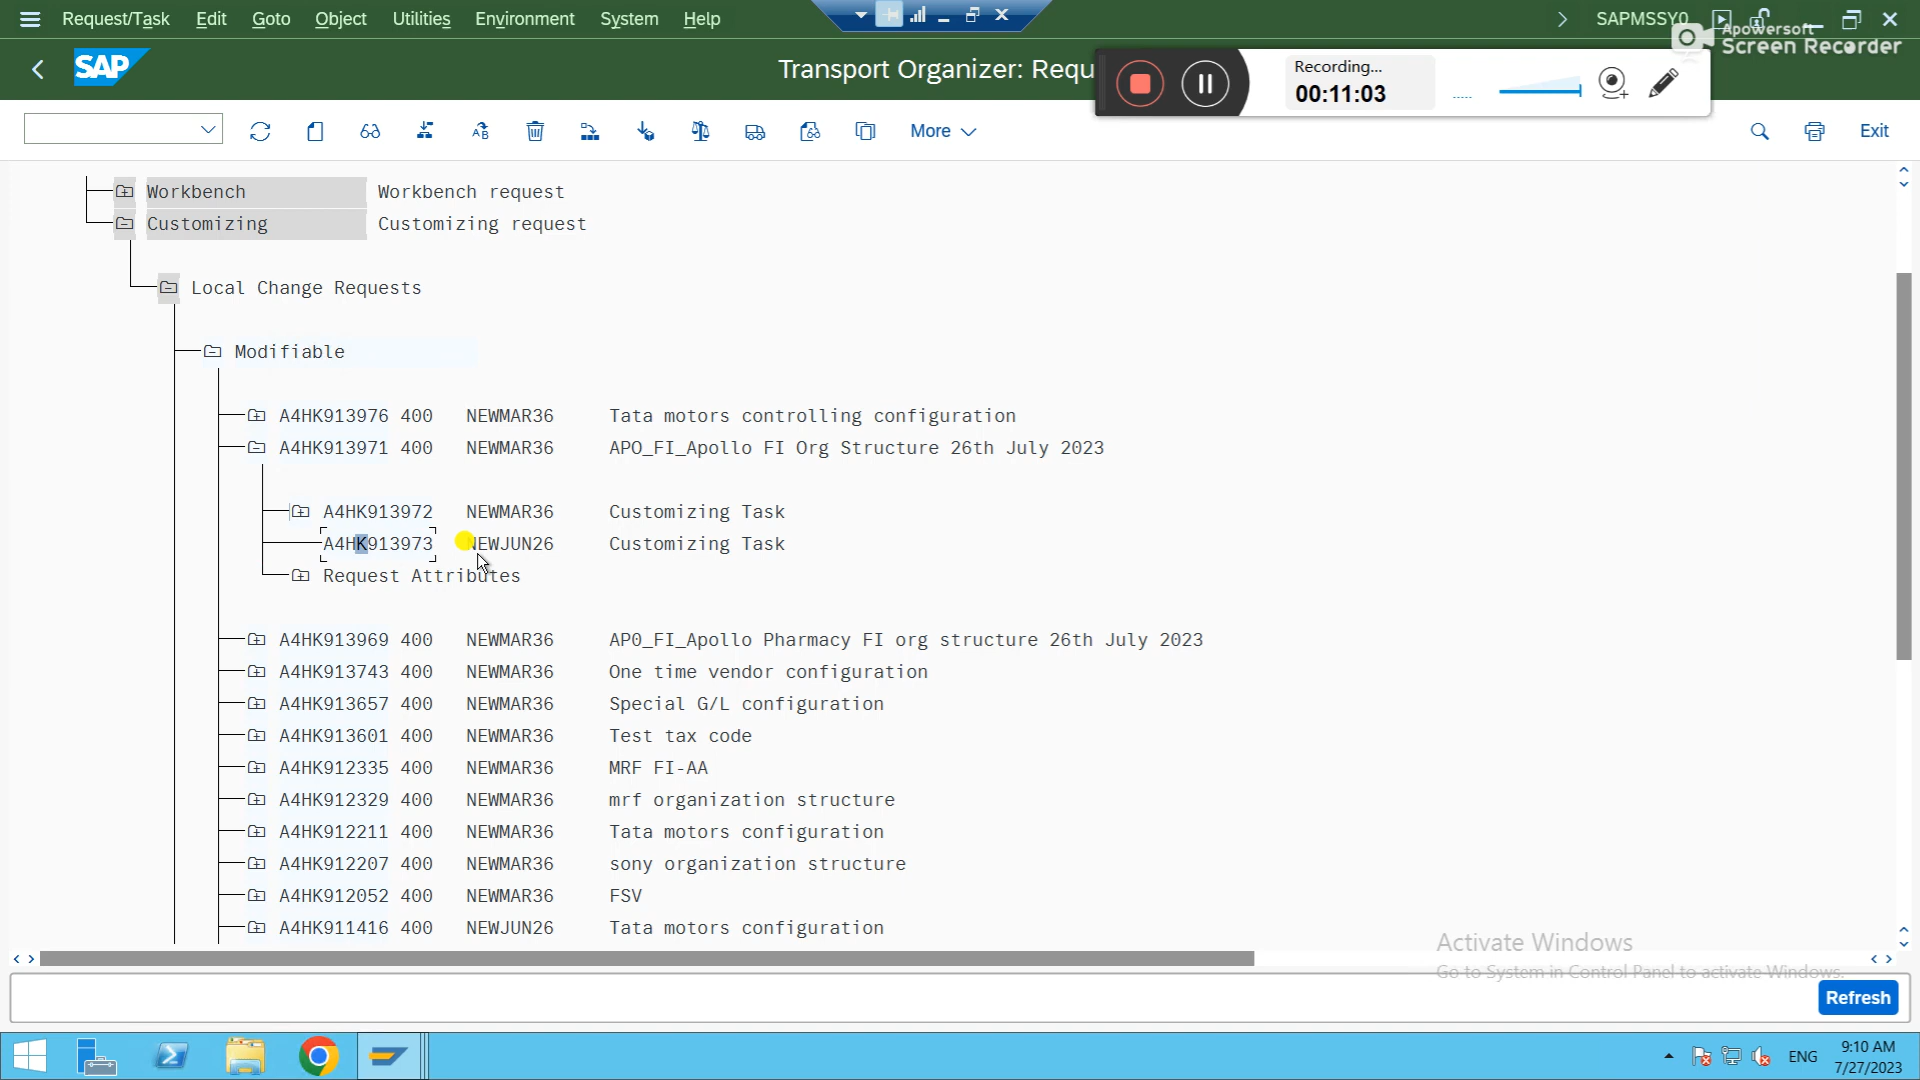 Request/Task Edit Goto Object Utilities Environment System Help SAPMSSY0
Apowersoft
Screen Recorder
SAP Transport Organizer: Requ
Recording...
00:11:03
More Exit
Workbench Workbench request
Customizing Customizing request
Local Change Requests
Modifiable
A4HK913976 400 NEWMAR36 Tata motors controlling configuration
A4HK913971 400 NEWMAR36 APO_FI_Apollo FI Org Structure 26th July 2023
A4HK913972 NEWMAR36 Customizing Task
A4HK913973 NEWJUN26 Customizing Task
Request Attributes
A4HK913969 400 NEWMAR36 AP0_FI_Apollo Pharmacy FI org structure 26th July 2023
A4HK913743 400 NEWMAR36 One time vendor configuration
A4HK913657 400 NEWMAR36 Special G/L configuration
A4HK913601 400 NEWMAR36 Test tax code
A4HK912335 400 NEWMAR36 MRF FI-AA
A4HK912329 400 NEWMAR36 mrf organization structure
A4HK912211 400 NEWMAR36 Tata motors configuration
A4HK912207 400 NEWMAR36 sony organization structure
A4HK912052 400 NEWMAR36 FSV
A4HK911416 400 NEWJUN26 Tata motors configuration
Activate Windows
Go to System in Control Panel to activate Windows.
Refresh
ENG 9:10 AM
7/27/2023